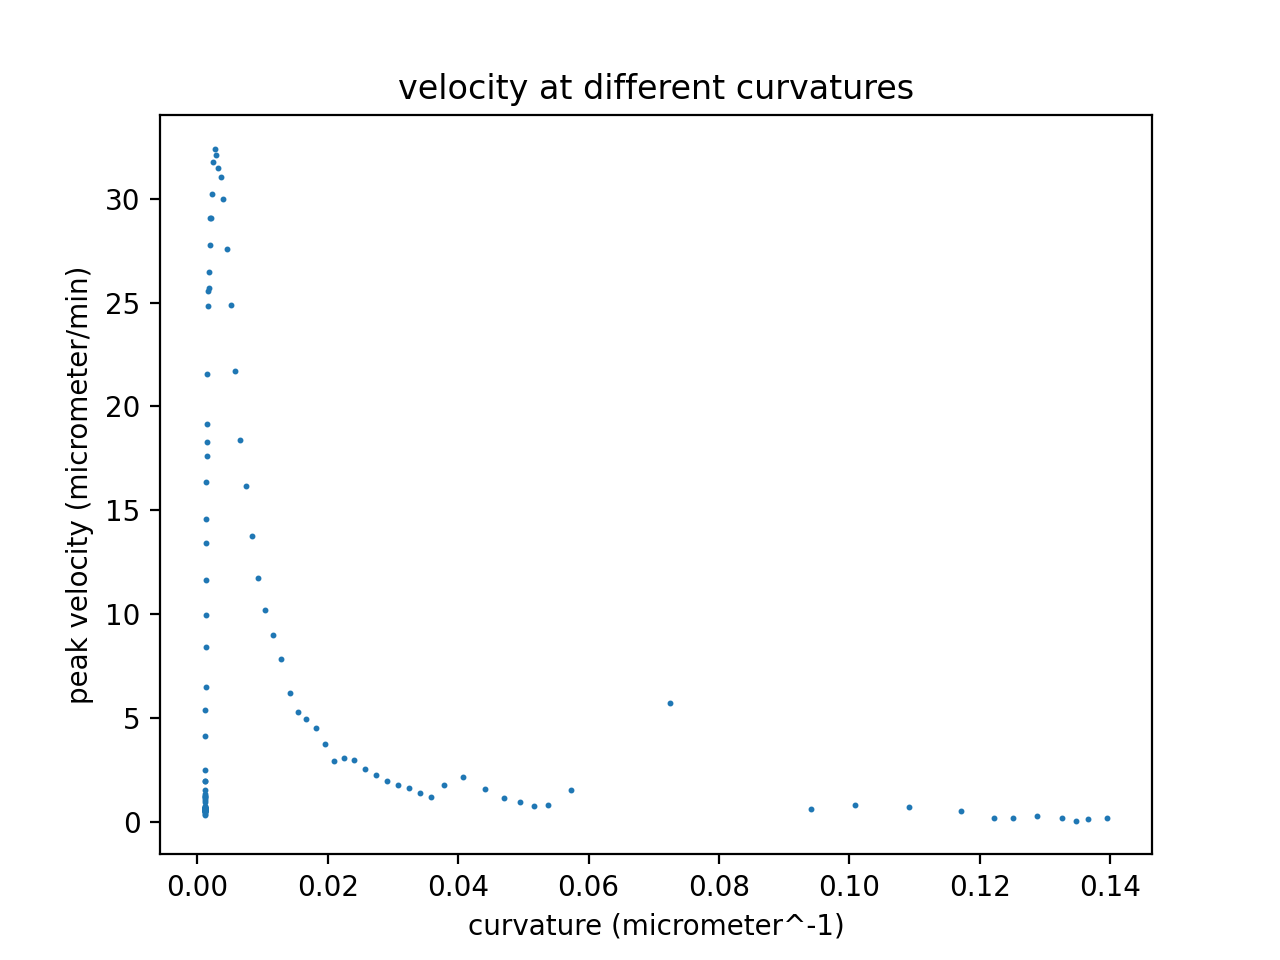 velocity at different curvatures
peak velocity (micrometer/min)
30
25
20
15
10
5
0
0.00 0.02 0.04 0.06 0.08 0.10 0.12 0.14
curvature (micrometer^-1)